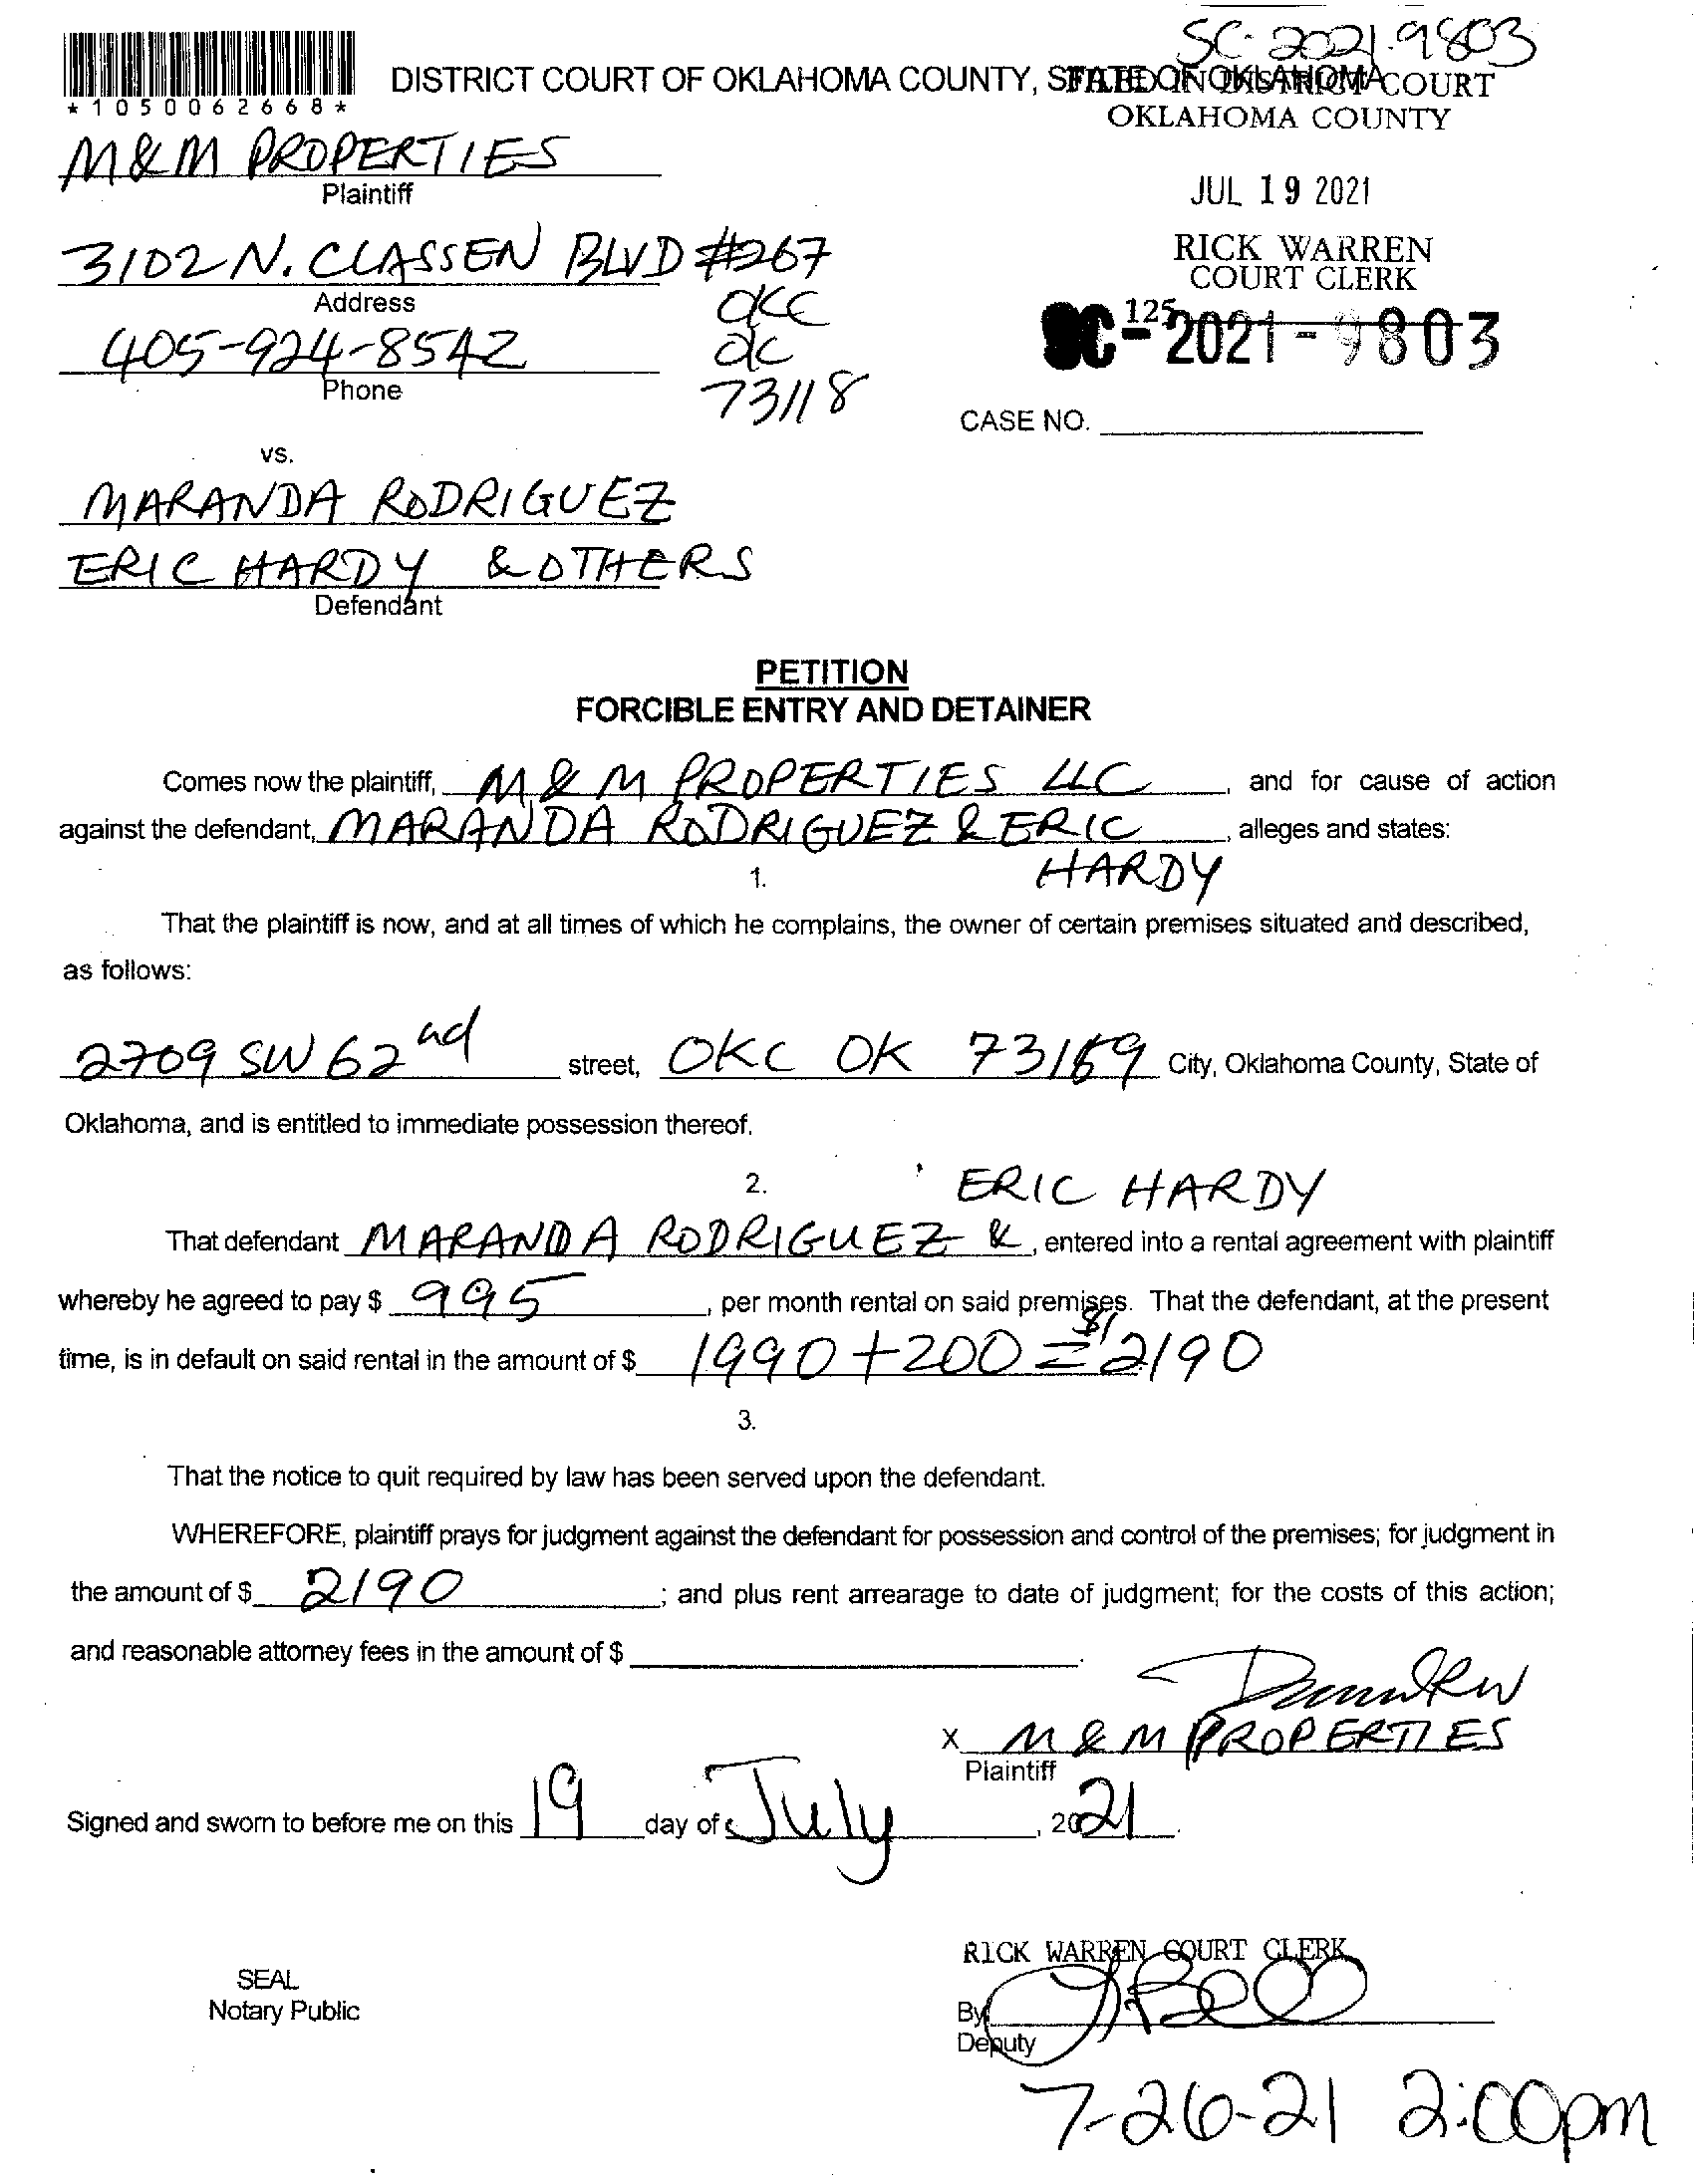 SC-2021-9803
DISTRICT COURT OF OKLAHOMA COUNTY, STATE OF OKLAHOMA
FILED IN DISTRICT COURT
OKLAHOMA COUNTY
*1050062668*
M&M PROPERTIES
Plaintiff
JUL 19 2021
3102 N. CLASSEN BLVD #267
Address
OKC
OK
73118
RICK WARREN
COURT CLERK
125
SC-2021-9803
405-924-8542
Phone
CASE NO.
vs.
MARANDA RODRIGUEZ
ERIC HARDY & OTHERS
Defendant
PETITION
FORCIBLE ENTRY AND DETAINER
Comes now the plaintiff, M & M PROPERTIES LLC, and for cause of action
against the defendant, MARANDA RODRIGUEZ & ERIC, alleges and states:
HARDY
1.
That the plaintiff is now, and at all times of which he complains, the owner of certain premises situated and described,
as follows:
2709 SW 62nd street, OKC OK 73159 City, Oklahoma County, State of
Oklahoma, and is entitled to immediate possession thereof.
2.
ERIC HARDY
That defendant MARANDA RODRIGUEZ &, entered into a rental agreement with plaintiff
whereby he agreed to pay $ 995, per month rental on said premises. That the defendant, at the present
time, is in default on said rental in the amount of $ 1990 + 200 = $2190
3.
That the notice to quit required by law has been served upon the defendant.
WHEREFORE, plaintiff prays for judgment against the defendant for possession and control of the premises; for judgment in
the amount of $ 2190; and plus rent arrearage to date of judgment; for the costs of this action;
and reasonable attorney fees in the amount of $
X M & M PROPERTIES
Plaintiff
Signed and sworn to before me on this 19 day of July, 2021.
SEAL
Notary Public
RICK WARREN COURT CLERK
By
Deputy
7-26-21 2:00pm